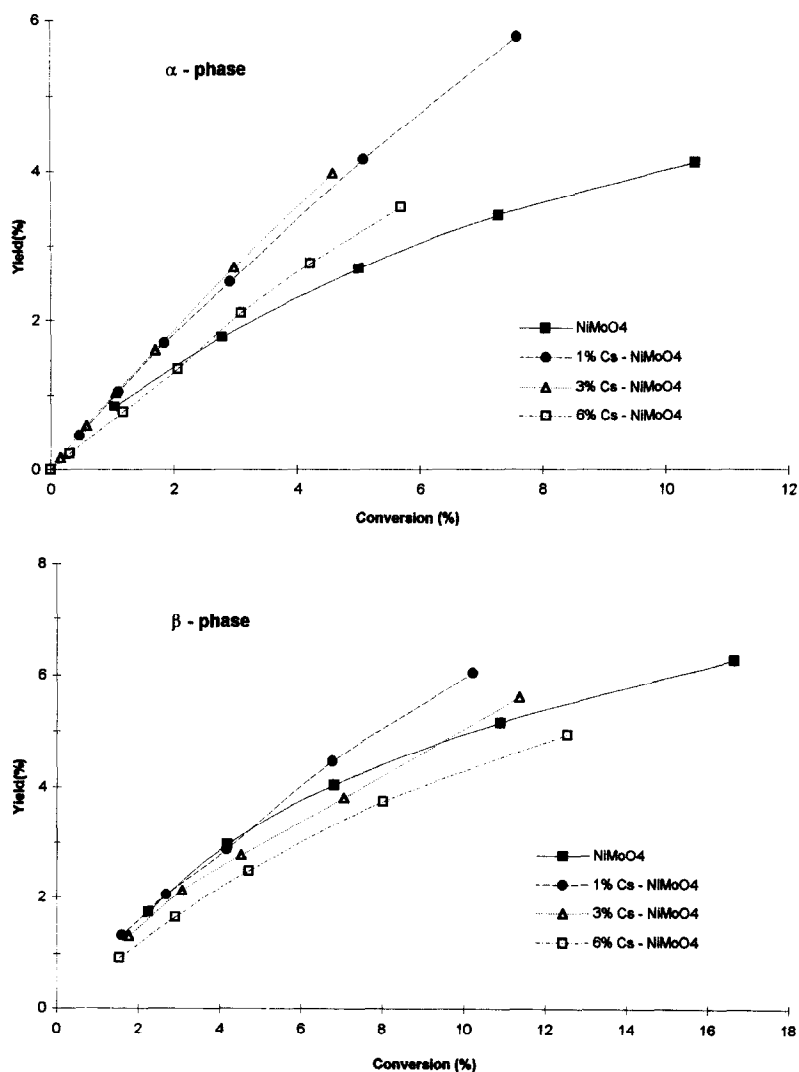 6
α - phase
4
Yield(%)
2
NiMoO4
1% Cs - NiMoO4
3% Cs - NiMoO4
6% Cs - NiMoO4
0
0 2 4 6 8 10 12
Conversion (%)
8
β - phase
6
Yield(%)
4
2
NiMoO4
1% Cs - NiMoO4
3% Cs - NiMoO4
6% Cs - NiMoO4
0
0 2 4 6 8 10 12 14 16 18
Conversion (%)